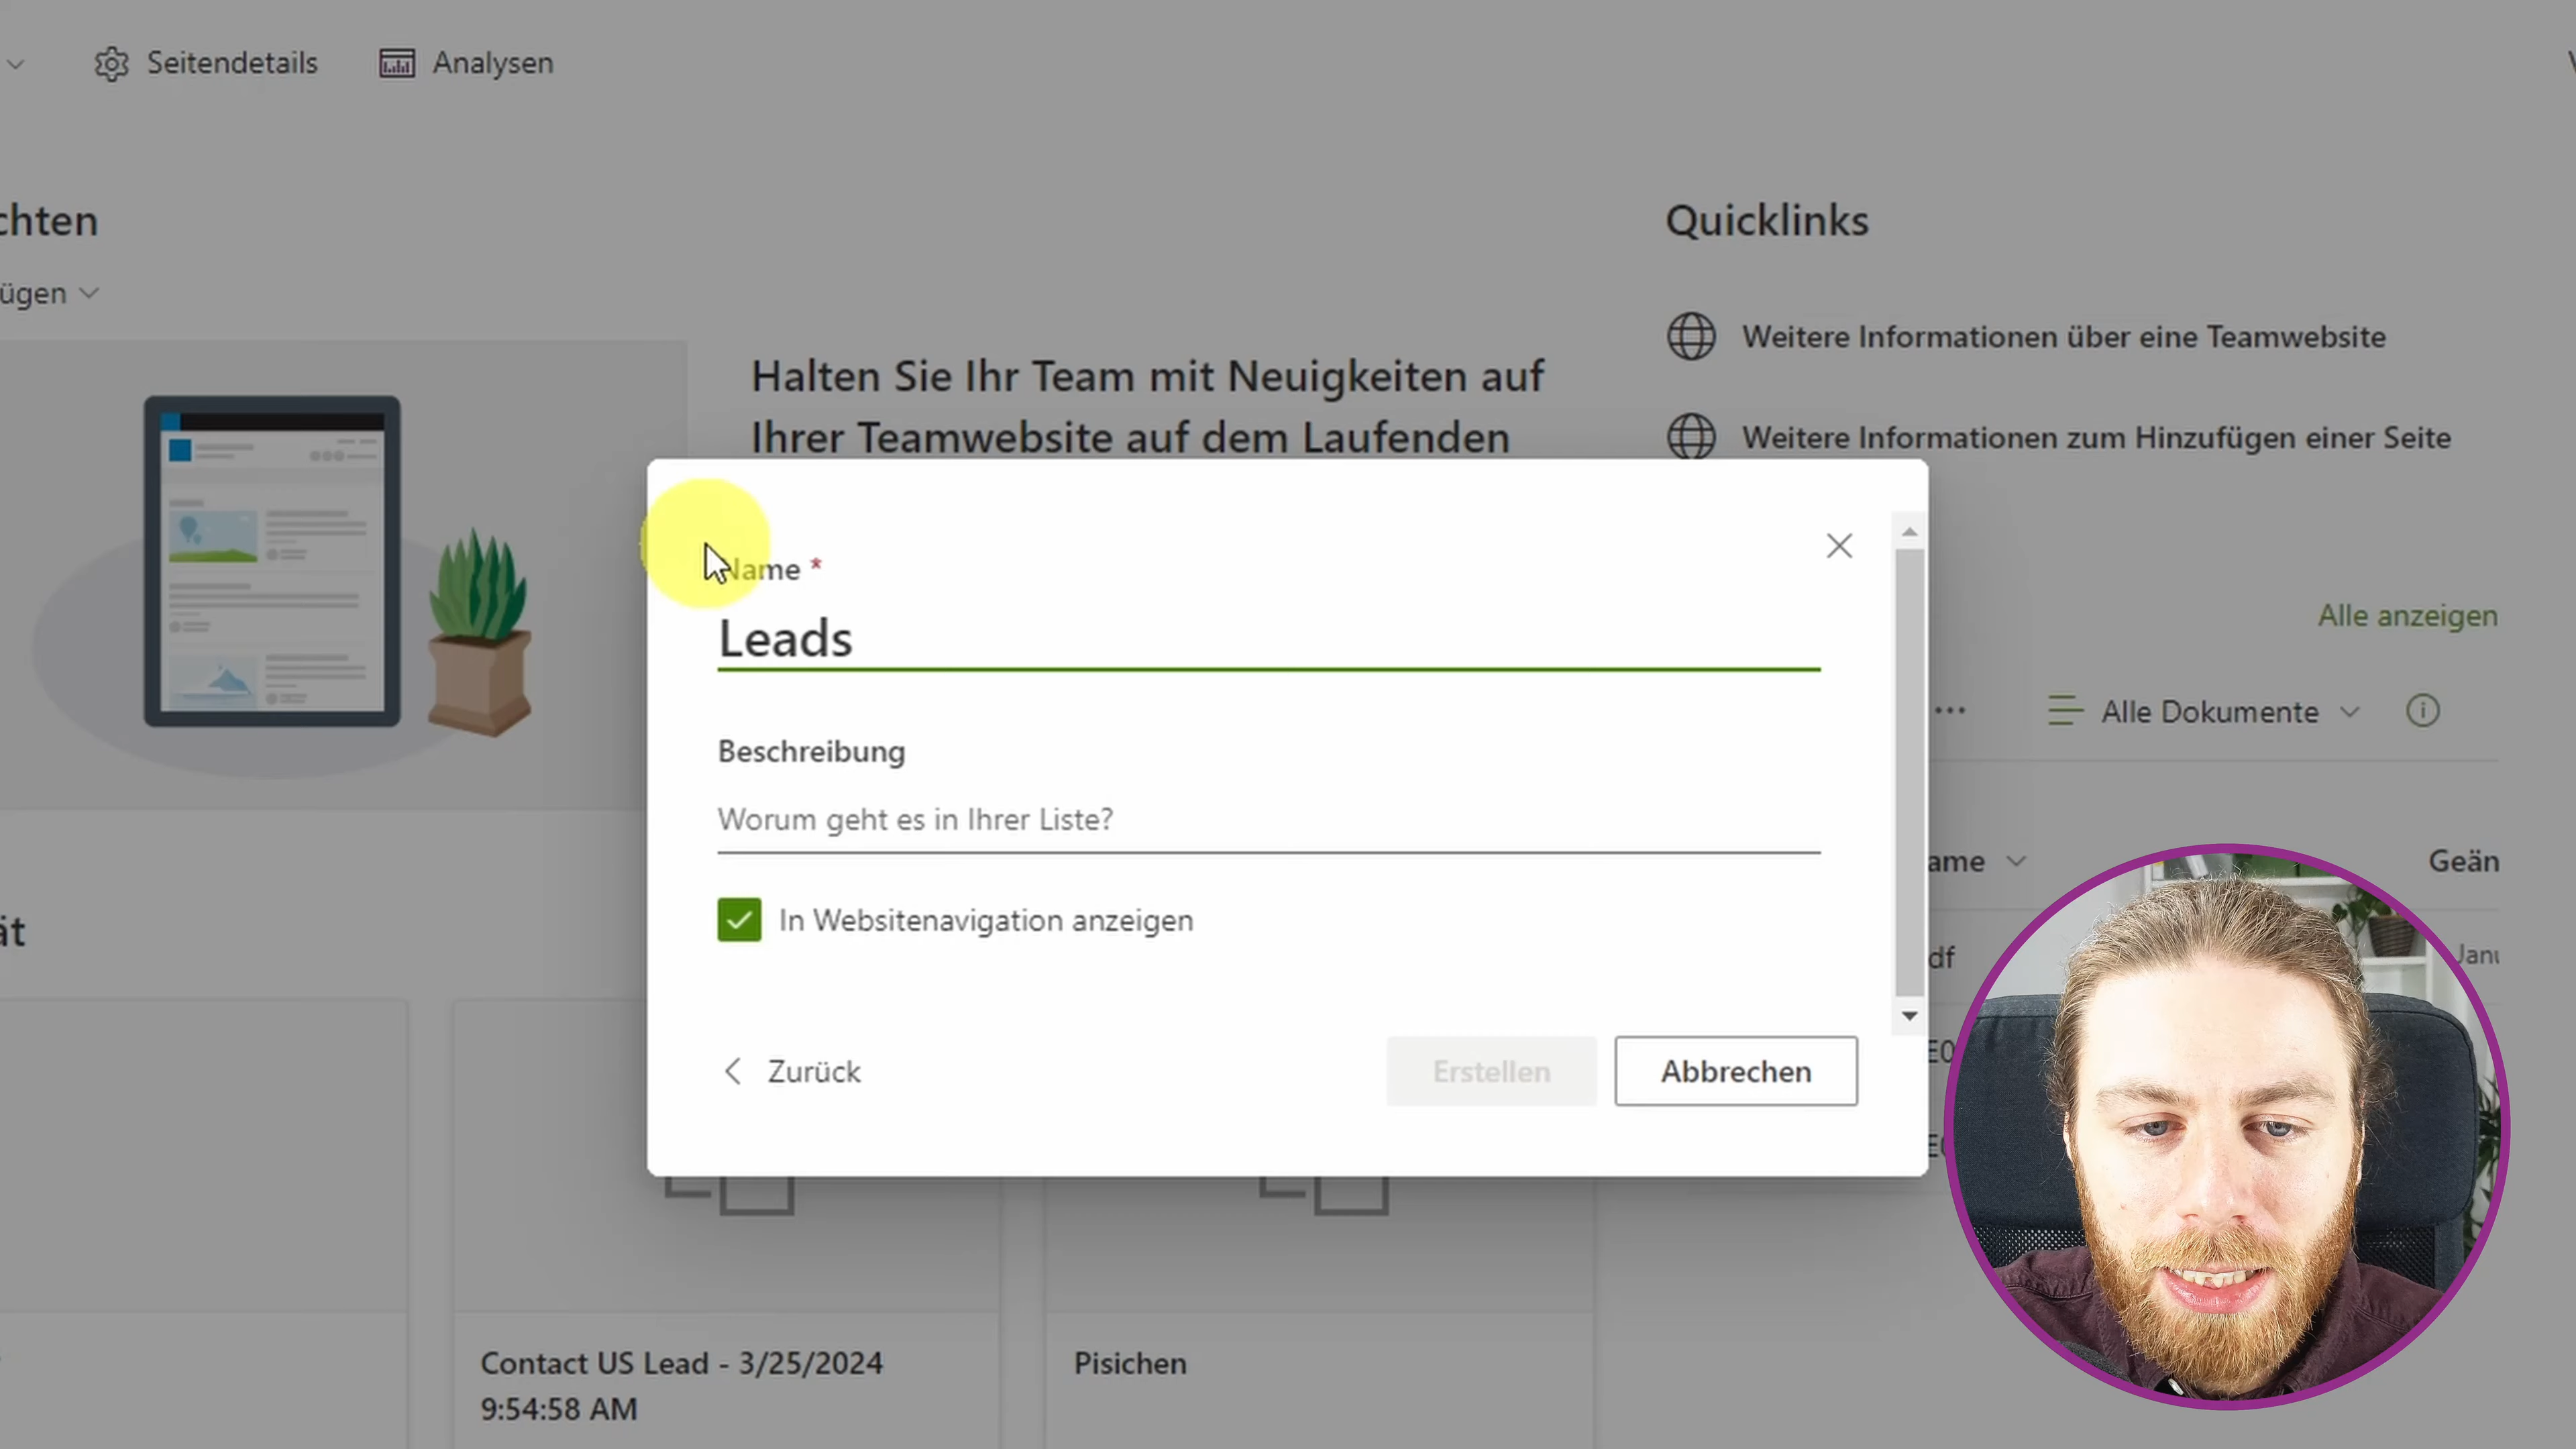 Seitendetails
Analysen
chten
Quicklinks
ügen
Weitere Informationen über eine Teamwebsite
Halten Sie Ihr Team mit Neuigkeiten auf
Ihrer Teamwebsite auf dem Laufenden
Weitere Informationen zum Hinzufügen einer Seite
Name *
Leads
Alle anzeigen
Alle Dokumente
Beschreibung
Worum geht es in Ihrer Liste?
ame
Geän
In Websitenavigation anzeigen
ät
df
Janu
Zurück
Erstellen
Abbrechen
E0
Contact US Lead - 3/25/2024
9:54:58 AM
Pisichen